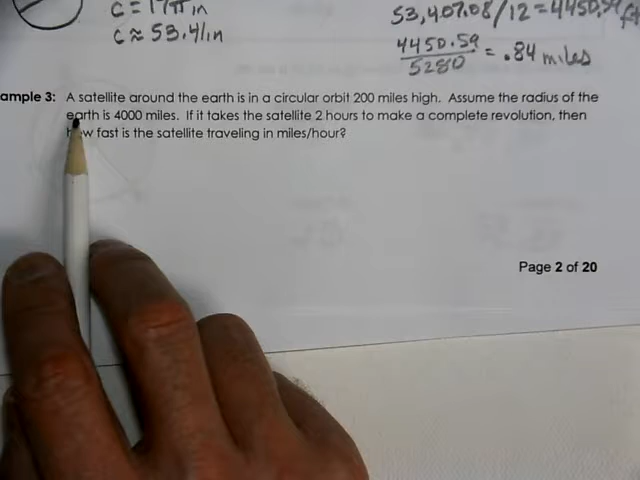 C = 17π in
C ≈ 53.41 in
53,407.08/12 = 4450.59 ft
4450.59
5280
= .84 miles
ample 3: A satellite around the earth is in a circular orbit 200 miles high. Assume the radius of the
earth is 4000 miles. If it takes the satellite 2 hours to make a complete revolution, then
how fast is the satellite traveling in miles/hour?
Page 2 of 20